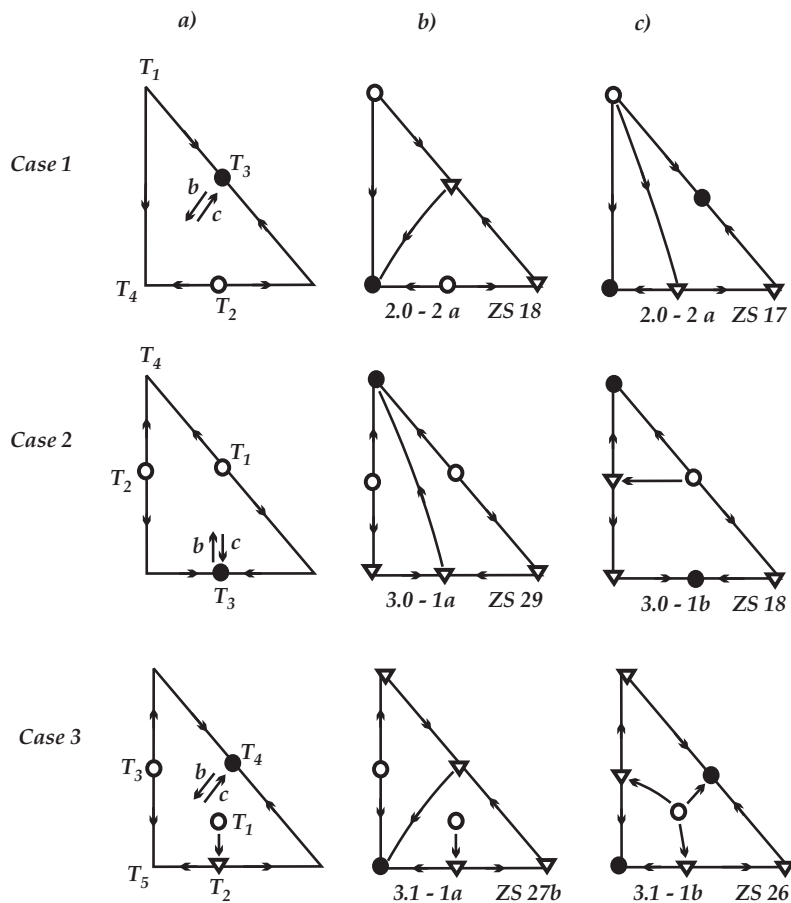 a) b) c)
T1
Case 1
T3
b
c
T4
T2
2.0 - 2 a ZS 18
2.0 - 2 a ZS 17
T4
Case 2
T1
T2
b c
T3
3.0 - 1a ZS 29
3.0 - 1b ZS 18
Case 3
T4
T3
b
c
T1
T5
T2
3.1 - 1a ZS 27b
3.1 - 1b ZS 26